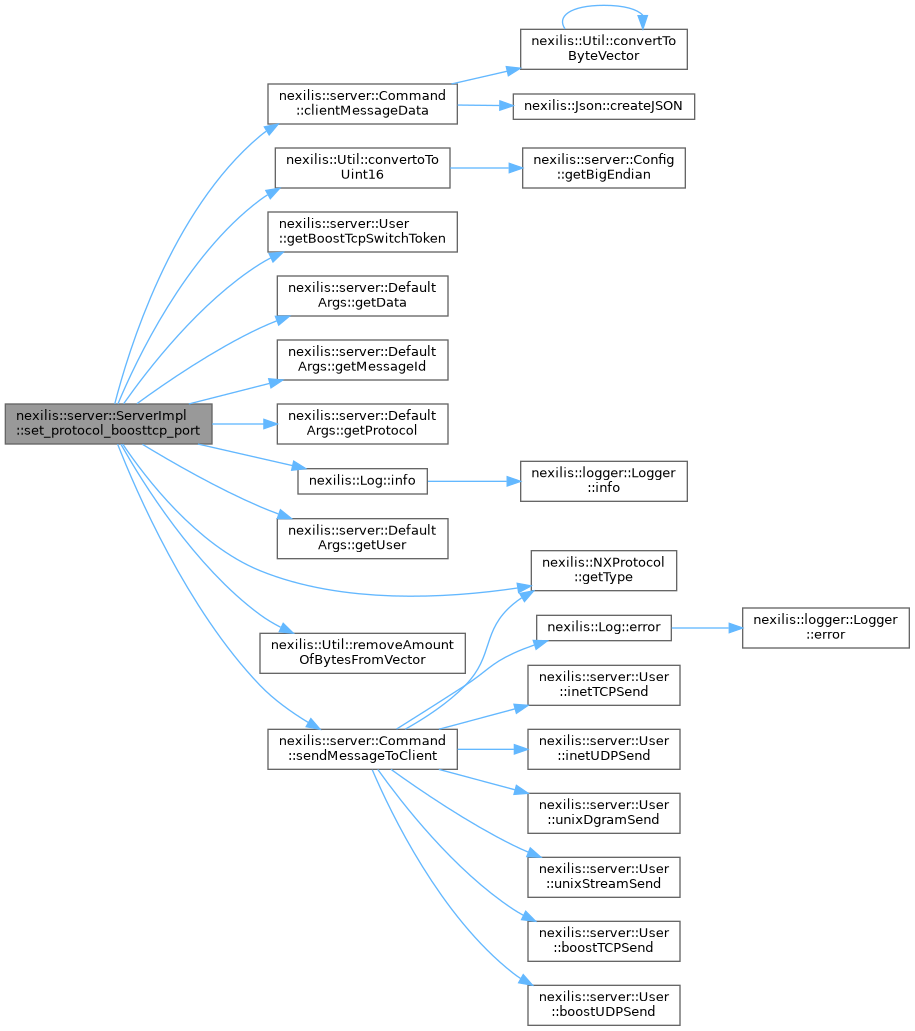 nexilis::Util::convertTo
ByteVector
nexilis::server::Command
::clientMessageData
nexilis::Json::createJSON
nexilis::Util::convertoTo
Uint16
nexilis::server::Config
::getBigEndian
nexilis::server::User
::getBoostTcpSwitchToken
nexilis::server::Default
Args::getData
nexilis::server::Default
Args::getMessageId
nexilis::server::ServerImpl
::set_protocol_boosttcp_port
nexilis::server::Default
Args::getProtocol
nexilis::Log::info
nexilis::logger::Logger
::info
nexilis::server::Default
Args::getUser
nexilis::NXProtocol
::getType
nexilis::Util::removeAmount
OfBytesFromVector
nexilis::Log::error
nexilis::logger::Logger
::error
nexilis::server::User
::inetTCPSend
nexilis::server::Command
::sendMessageToClient
nexilis::server::User
::inetUDPSend
nexilis::server::User
::unixDgramSend
nexilis::server::User
::unixStreamSend
nexilis::server::User
::boostTCPSend
nexilis::server::User
::boostUDPSend